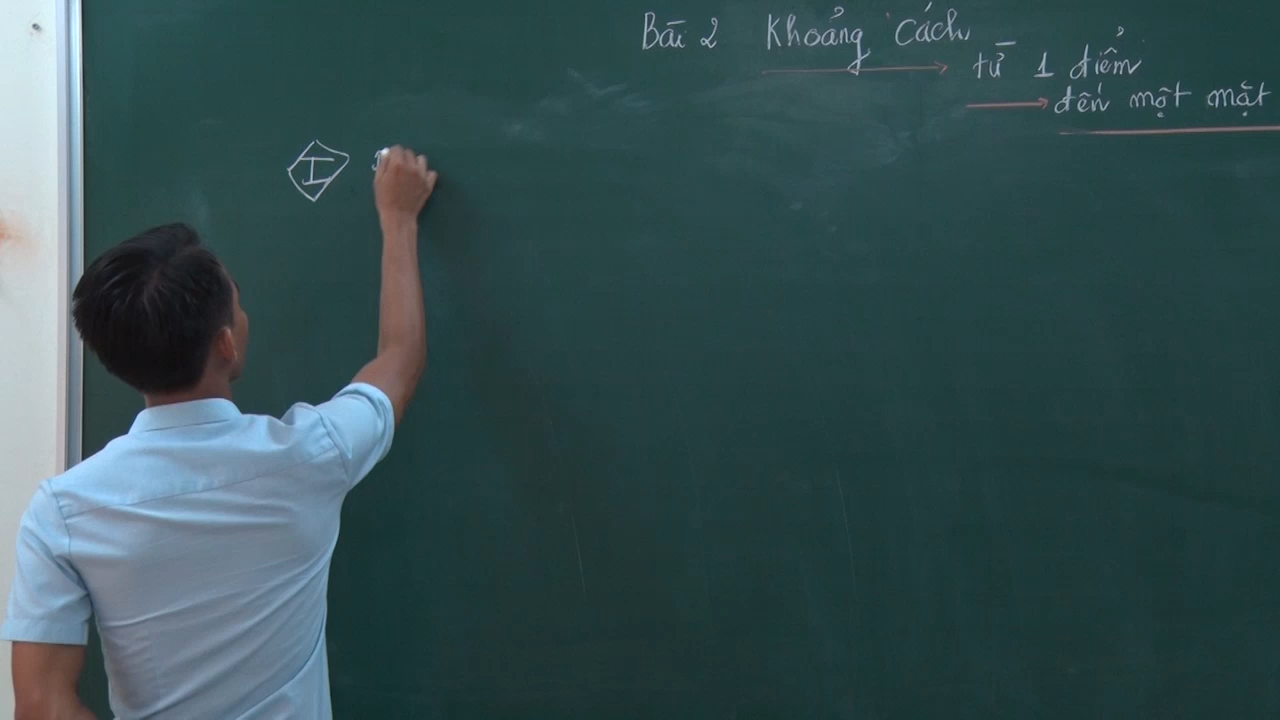 Bài 2 Khoảng cách
từ 1 điểm
đến một mặt
I